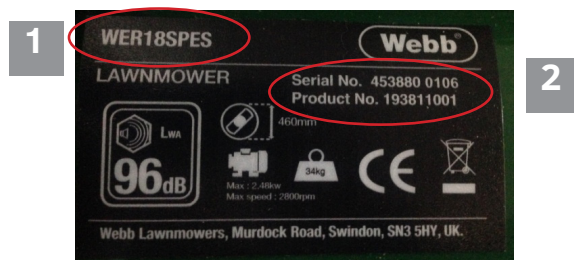 1
WER18SPES
Webb
LAWNMOWER
Serial No. 453880 0106
Product No. 193811001
2
LWA
96dB
460mm
34kg
CE
Max : 2.48kw
Max speed : 2800rpm
Webb Lawnmowers, Murdock Road, Swindon, SN3 5HY, UK.